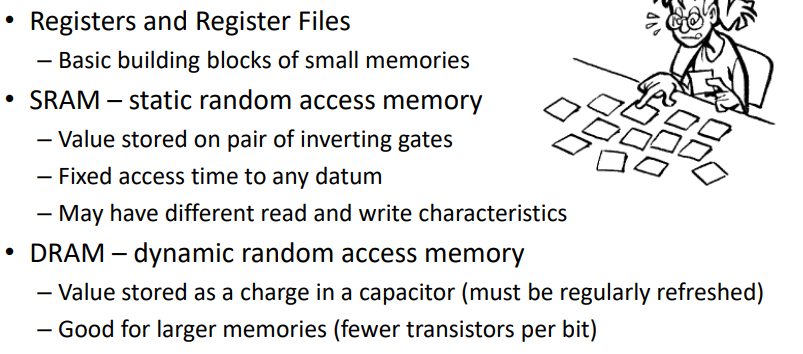 • Registers and Register Files
– Basic building blocks of small memories
• SRAM – static random access memory
– Value stored on pair of inverting gates
– Fixed access time to any datum
– May have different read and write characteristics
• DRAM – dynamic random access memory
– Value stored as a charge in a capacitor (must be regularly refreshed)
– Good for larger memories (fewer transistors per bit)